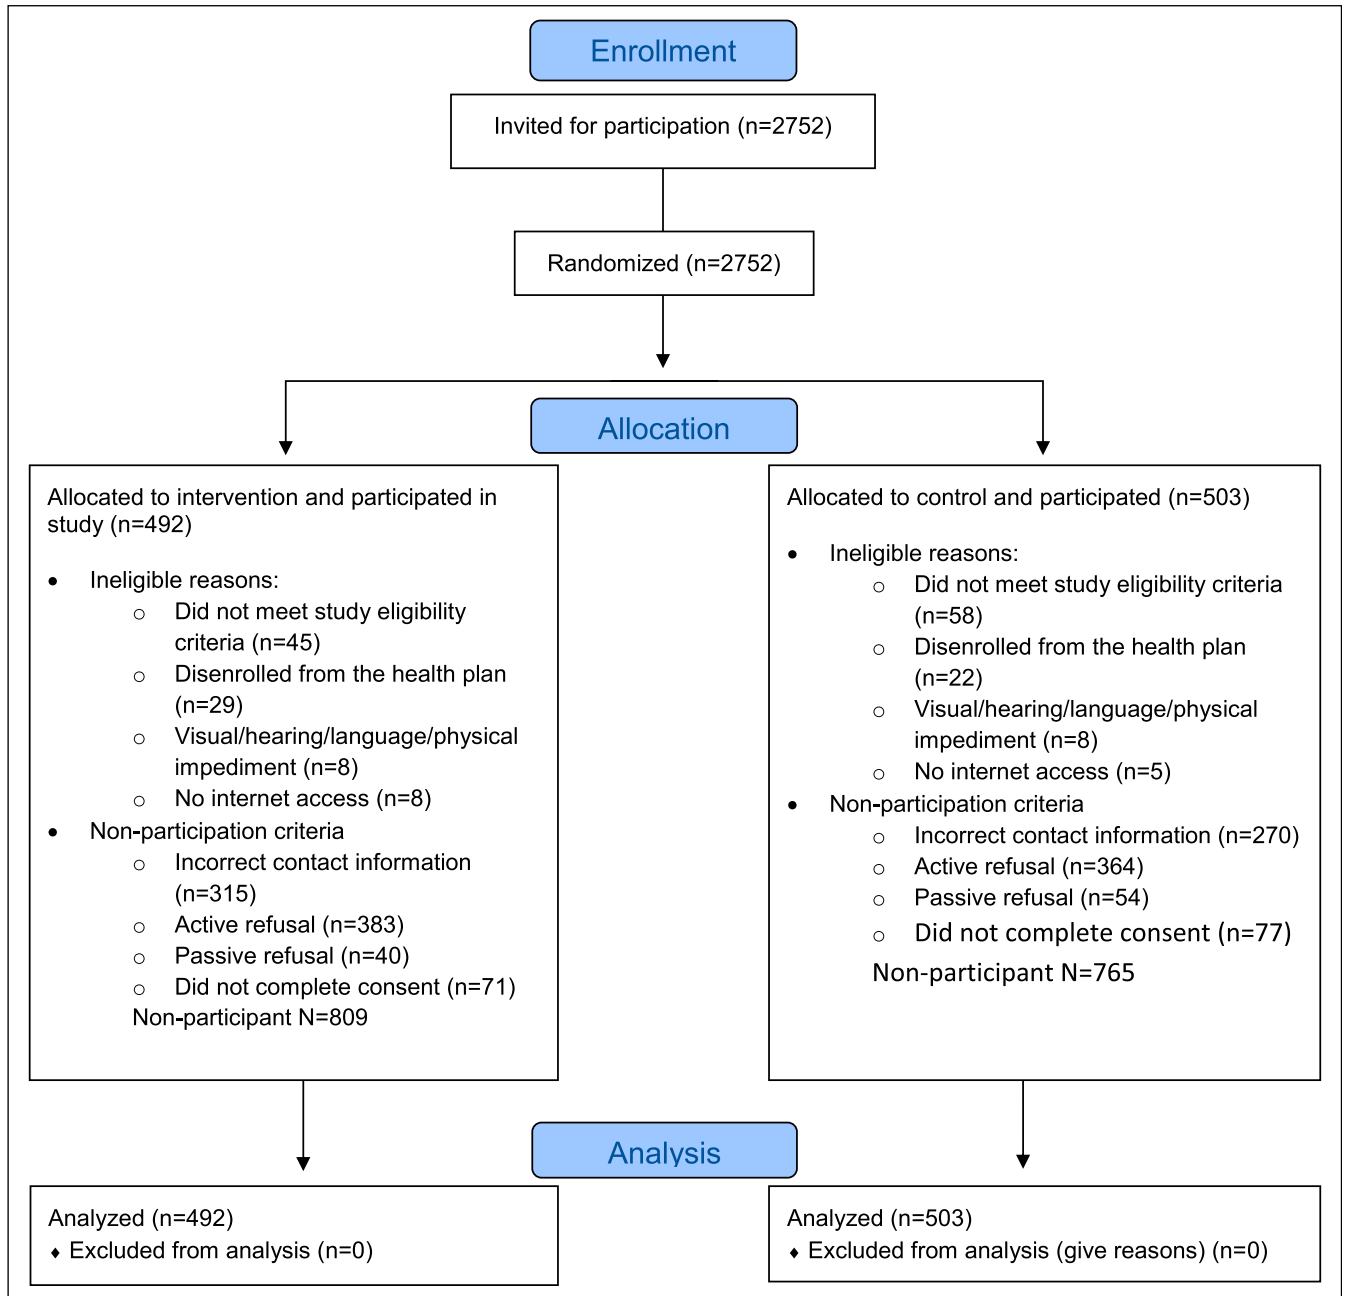 Enrollment
Invited for participation (n=2752)
Randomized (n=2752)
Allocation
Allocated to intervention and participated in
study (n=492)
• Ineligible reasons:
o Did not meet study eligibility
criteria (n=45)
o Disenrolled from the health plan
(n=29)
o Visual/hearing/language/physical
impediment (n=8)
o No internet access (n=8)
• Non-participation criteria
o Incorrect contact information
(n=315)
o Active refusal (n=383)
o Passive refusal (n=40)
o Did not complete consent (n=71)
Non-participant N=809
Allocated to control and participated (n=503)
• Ineligible reasons:
o Did not meet study eligibility criteria
(n=58)
o Disenrolled from the health plan
(n=22)
o Visual/hearing/language/physical
impediment (n=8)
o No internet access (n=5)
• Non-participation criteria
o Incorrect contact information (n=270)
o Active refusal (n=364)
o Passive refusal (n=54)
o Did not complete consent (n=77)
Non-participant N=765
Analysis
Analyzed (n=492)
♦ Excluded from analysis (n=0)
Analyzed (n=503)
♦ Excluded from analysis (give reasons) (n=0)